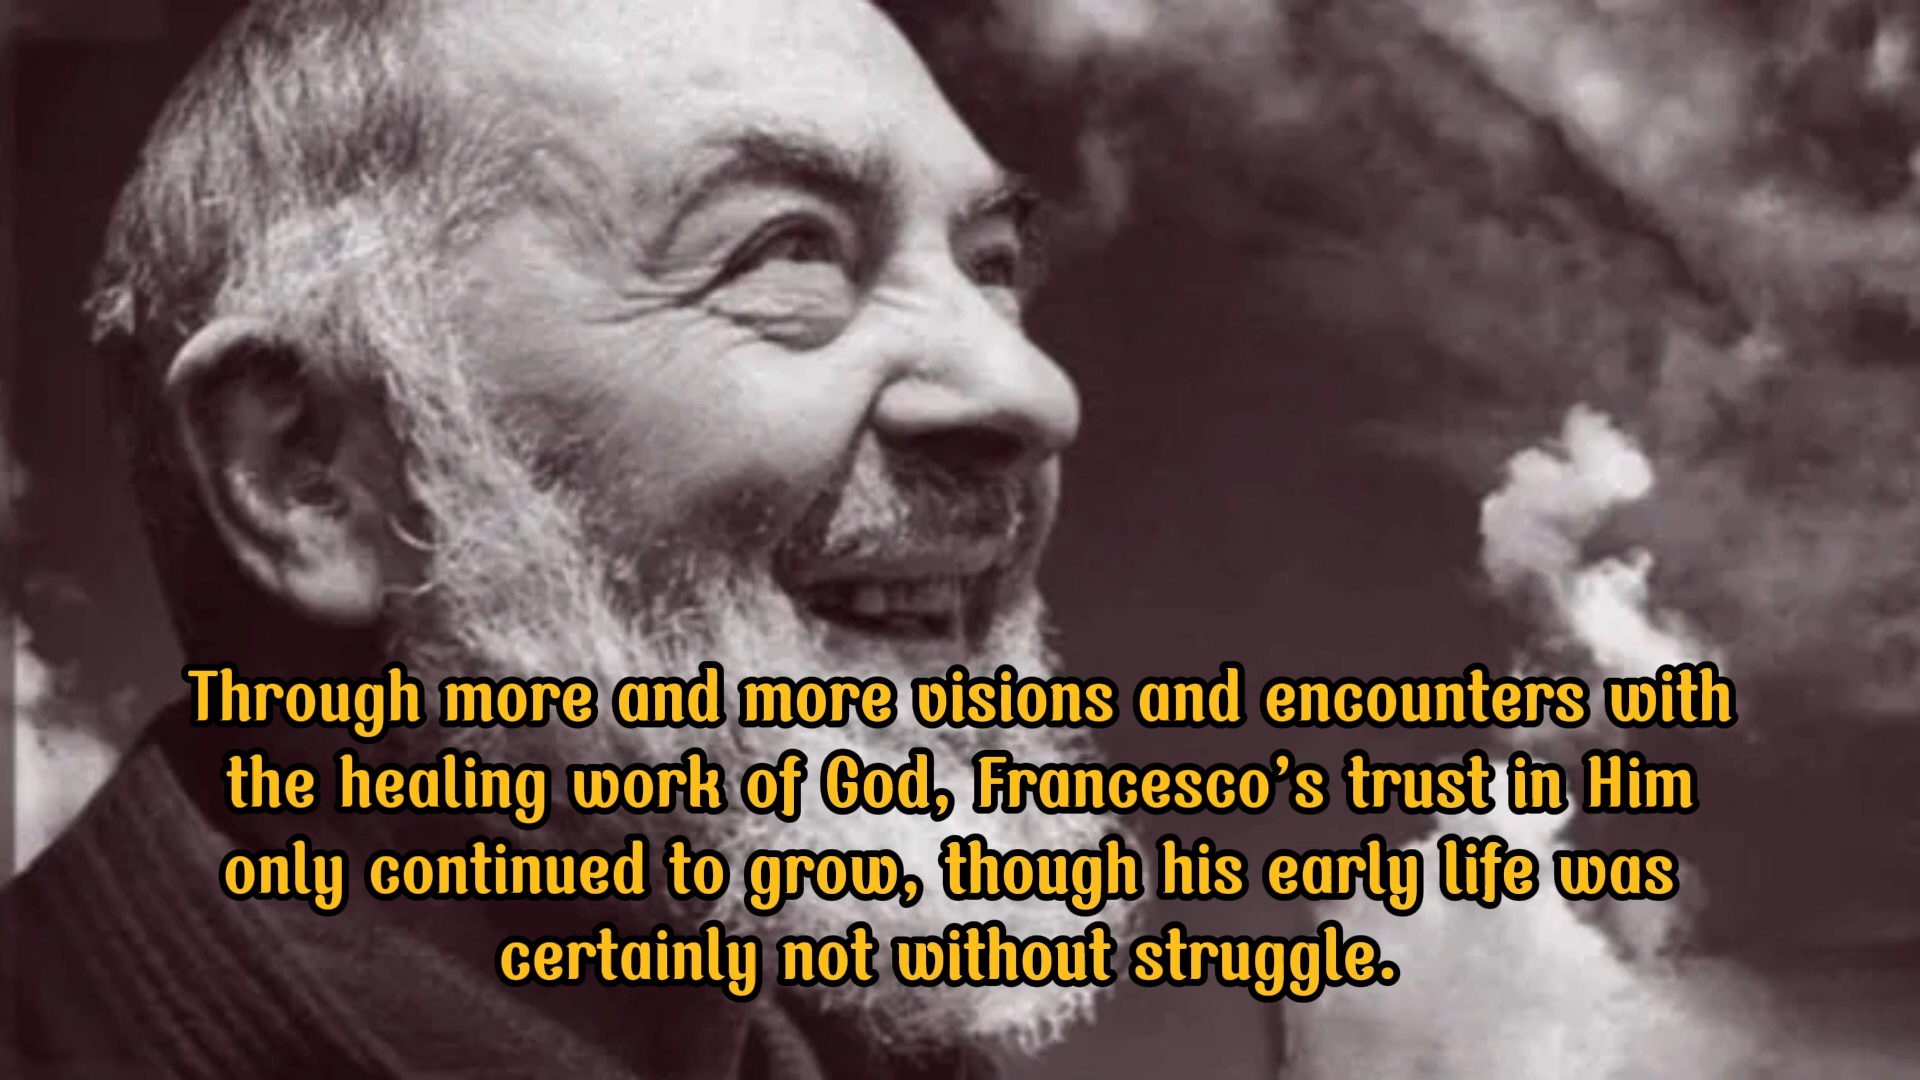 Through more and more visions and encounters with
the healing work of God, Francesco’s trust in Him
only continued to grow, though his early life was
certainly not without struggle.